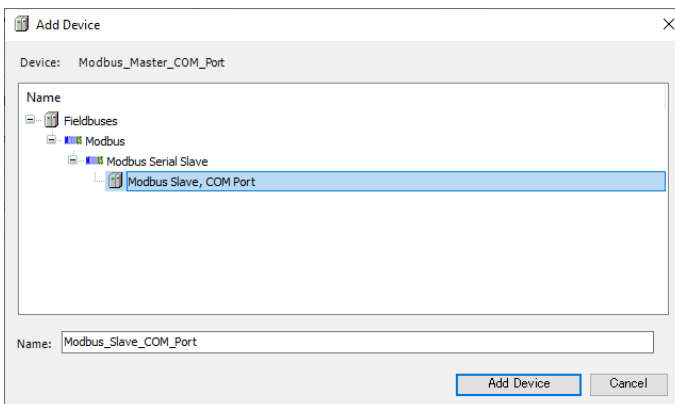 Add Device
Device: Modbus_Master_COM_Port
Name
Fieldbuses
Modbus
Modbus Serial Slave
Modbus Slave, COM Port
Name: Modbus_Slave_COM_Port
Add Device Cancel